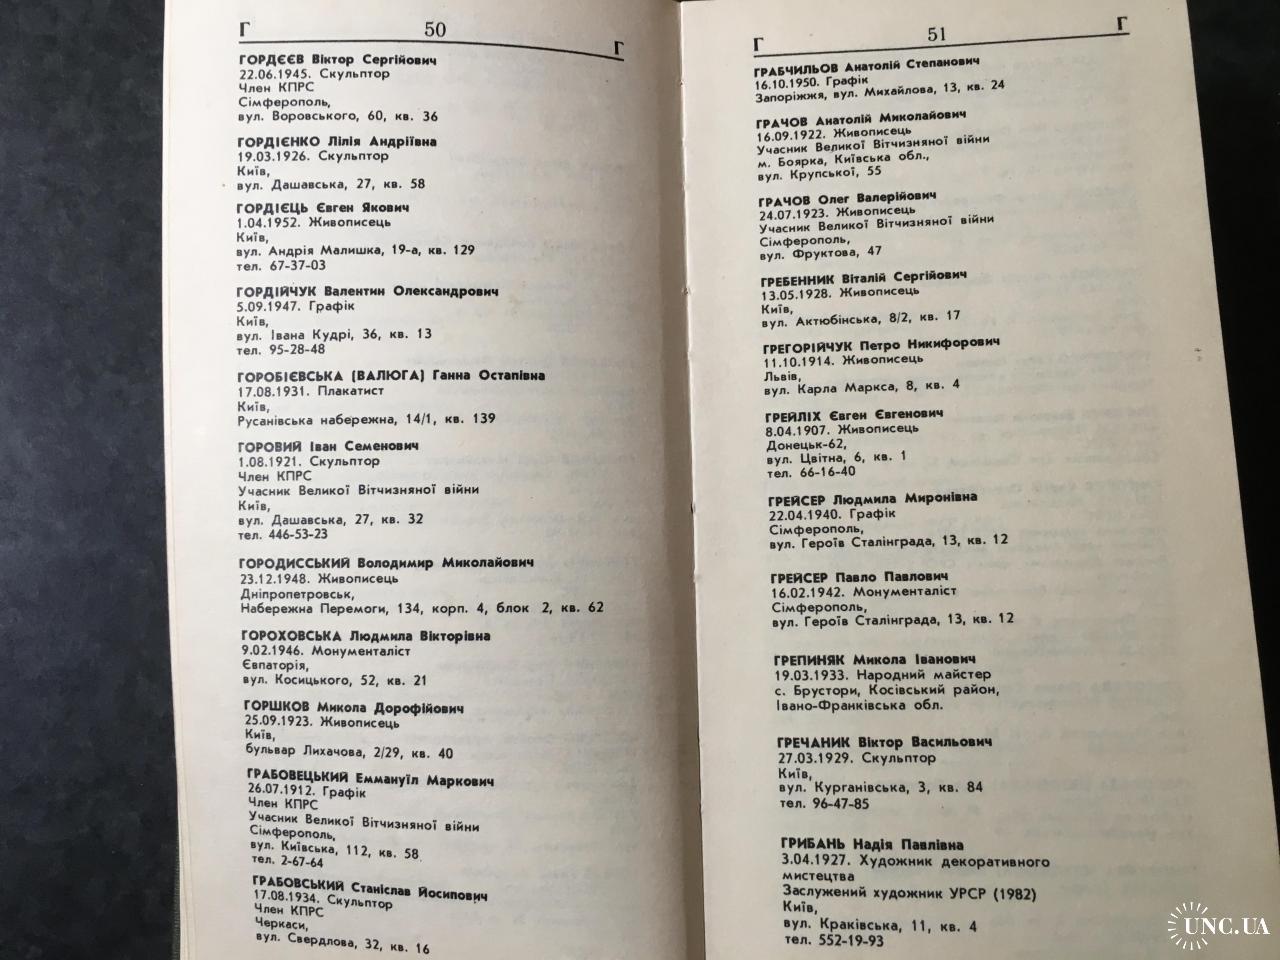 Г 50 Г
ГОРДЄЄВ Віктор Сергійович
22.06.1945. Скульптор
Член КПРС
Сімферополь,
вул. Воровського, 60, кв. 36
ГОРДІЄНКО Лілія Андріївна
19.03.1926. Скульптор
Київ,
вул. Дашавська, 27, кв. 58
ГОРДІЄЦЬ Євген Якович
1.04.1952. Живописець
Київ,
вул. Андрія Малишка, 19-а, кв. 129
тел. 67-37-03
ГОРДІЙЧУК Валентин Олександрович
5.09.1947. Графік
Київ,
вул. Івана Кудрі, 36, кв. 13
тел. 95-28-48
ГОРОБІЄВСЬКА (ВАЛЮГА) Ганна Остапівна
17.08.1931. Плакатист
Київ,
Русанівська набережна, 14/1, кв. 139
ГОРОВИЙ Іван Семенович
1.08.1921. Скульптор
Член КПРС
Учасник Великої Вітчизняної війни
Київ,
вул. Дашавська, 27, кв. 32
тел. 446-53-23
ГОРОДИССЬКИЙ Володимир Миколайович
23.12.1948. Живописець
Дніпропетровськ,
Набережна Перемоги, 134, корп. 4, блок 2, кв. 62
ГОРОХОВСЬКА Людмила Вікторівна
9.02.1946. Монументаліст
Євпаторія,
вул. Косицького, 52, кв. 21
ГОРШКОВ Микола Дорофійович
25.09.1923. Живописець
Київ,
бульвар Лихачова, 2/29, кв. 40
ГРАБОВЕЦЬКИЙ Еммануїл Маркович
26.07.1912. Графік
Член КПРС
Учасник Великої Вітчизняної війни
Сімферополь,
вул. Київська, 112, кв. 58
тел. 2-67-64
ГРАБОВСЬКИЙ Станіслав Йосипович
17.08.1934. Скульптор
Член КПРС
Черкаси,
вул. Свердлова, 32, кв. 16
Г 51 Г
ГРАБЧИЛЬОВ Анатолій Степанович
16.10.1950. Графік
Запоріжжя, вул. Михайлова, 13, кв. 24
ГРАЧОВ Анатолій Миколайович
16.09.1922. Живописець
Учасник Великої Вітчизняної війни
м. Боярка, Київська обл.,
вул. Крупської, 55
ГРАЧОВ Олег Валерійович
24.07.1923. Живописець
Учасник Великої Вітчизняної війни
Сімферополь,
вул. Фруктова, 47
ГРЕБЕННИК Віталій Сергійович
13.05.1928. Живописець
Київ,
вул. Актюбінська, 8/2, кв. 17
ГРЕГОРІЙЧУК Петро Никифорович
11.10.1914. Живописець
Львів,
вул. Карла Маркса, 8, кв. 4
ГРЕЙЛІХ Євген Євгенович
8.04.1907. Живописець
Донецьк-62,
вул. Цвітна, 6, кв. 1
тел. 66-16-40
ГРЕЙСЕР Людмила Миронівна
22.04.1940. Графік
Сімферополь,
вул. Героїв Сталінграда, 13, кв. 12
ГРЕЙСЕР Павло Павлович
16.02.1942. Монументаліст
Сімферополь,
вул. Героїв Сталінграда, 13, кв. 12
ГРЕПИНЯК Микола Іванович
19.03.1933. Народний майстер
с. Брустори, Косівський район,
Івано-Франківська обл.
ГРЕЧАНИК Віктор Васильович
27.03.1929. Скульптор
Київ,
вул. Курганівська, 3, кв. 84
тел. 96-47-85
ГРИБАНЬ Надія Павлівна
3.04.1927. Художник декоративного
мистецтва
Заслужений художник УРСР (1982)
Київ,
вул. Краківська, 11, кв. 4
тел. 552-19-93
UNC.UA